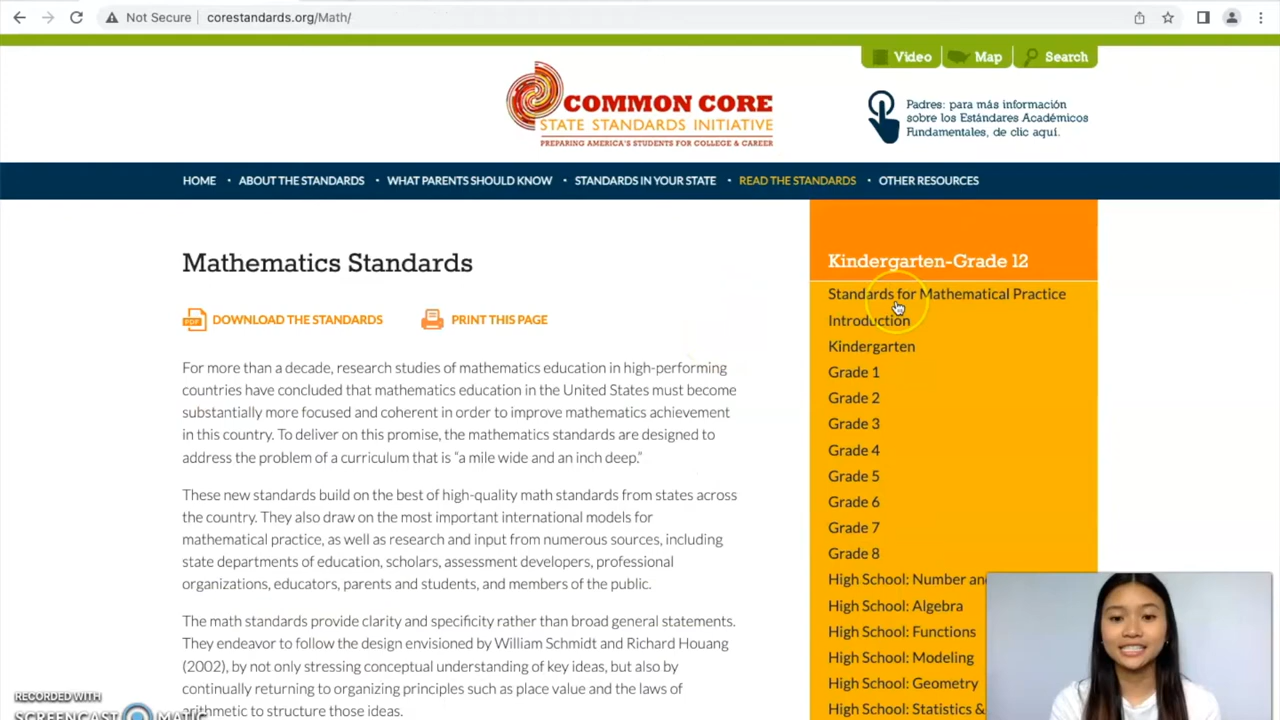 Not Secure
corestandards.org/Math/
Video
Map
Search
COMMON CORE
STATE STANDARDS INITIATIVE
PREPARING AMERICA'S STUDENTS FOR COLLEGE & CAREER
Padres: para más información
sobre los Estándares Académicos
Fundamentales, de clic aquí.
HOME • ABOUT THE STANDARDS • WHAT PARENTS SHOULD KNOW • STANDARDS IN YOUR STATE • READ THE STANDARDS • OTHER RESOURCES
Mathematics Standards
PDF DOWNLOAD THE STANDARDS
PRINT THIS PAGE
For more than a decade, research studies of mathematics education in high-performing
countries have concluded that mathematics education in the United States must become
substantially more focused and coherent in order to improve mathematics achievement
in this country. To deliver on this promise, the mathematics standards are designed to
address the problem of a curriculum that is “a mile wide and an inch deep.”
These new standards build on the best of high-quality math standards from states across
the country. They also draw on the most important international models for
mathematical practice, as well as research and input from numerous sources, including
state departments of education, scholars, assessment developers, professional
organizations, educators, parents and students, and members of the public.
The math standards provide clarity and specificity rather than broad general statements.
They endeavor to follow the design envisioned by William Schmidt and Richard Houang
(2002), by not only stressing conceptual understanding of key ideas, but also by
continually returning to organizing principles such as place value and the laws of
arithmetic to structure those ideas.
Kindergarten-Grade 12
Standards for Mathematical Practice
Introduction
Kindergarten
Grade 1
Grade 2
Grade 3
Grade 4
Grade 5
Grade 6
Grade 7
Grade 8
High School: Number an
High School: Algebra
High School: Functions
High School: Modeling
High School: Geometry
High School: Statistics &
RECORDED WITH
SCREENCAST MATIC